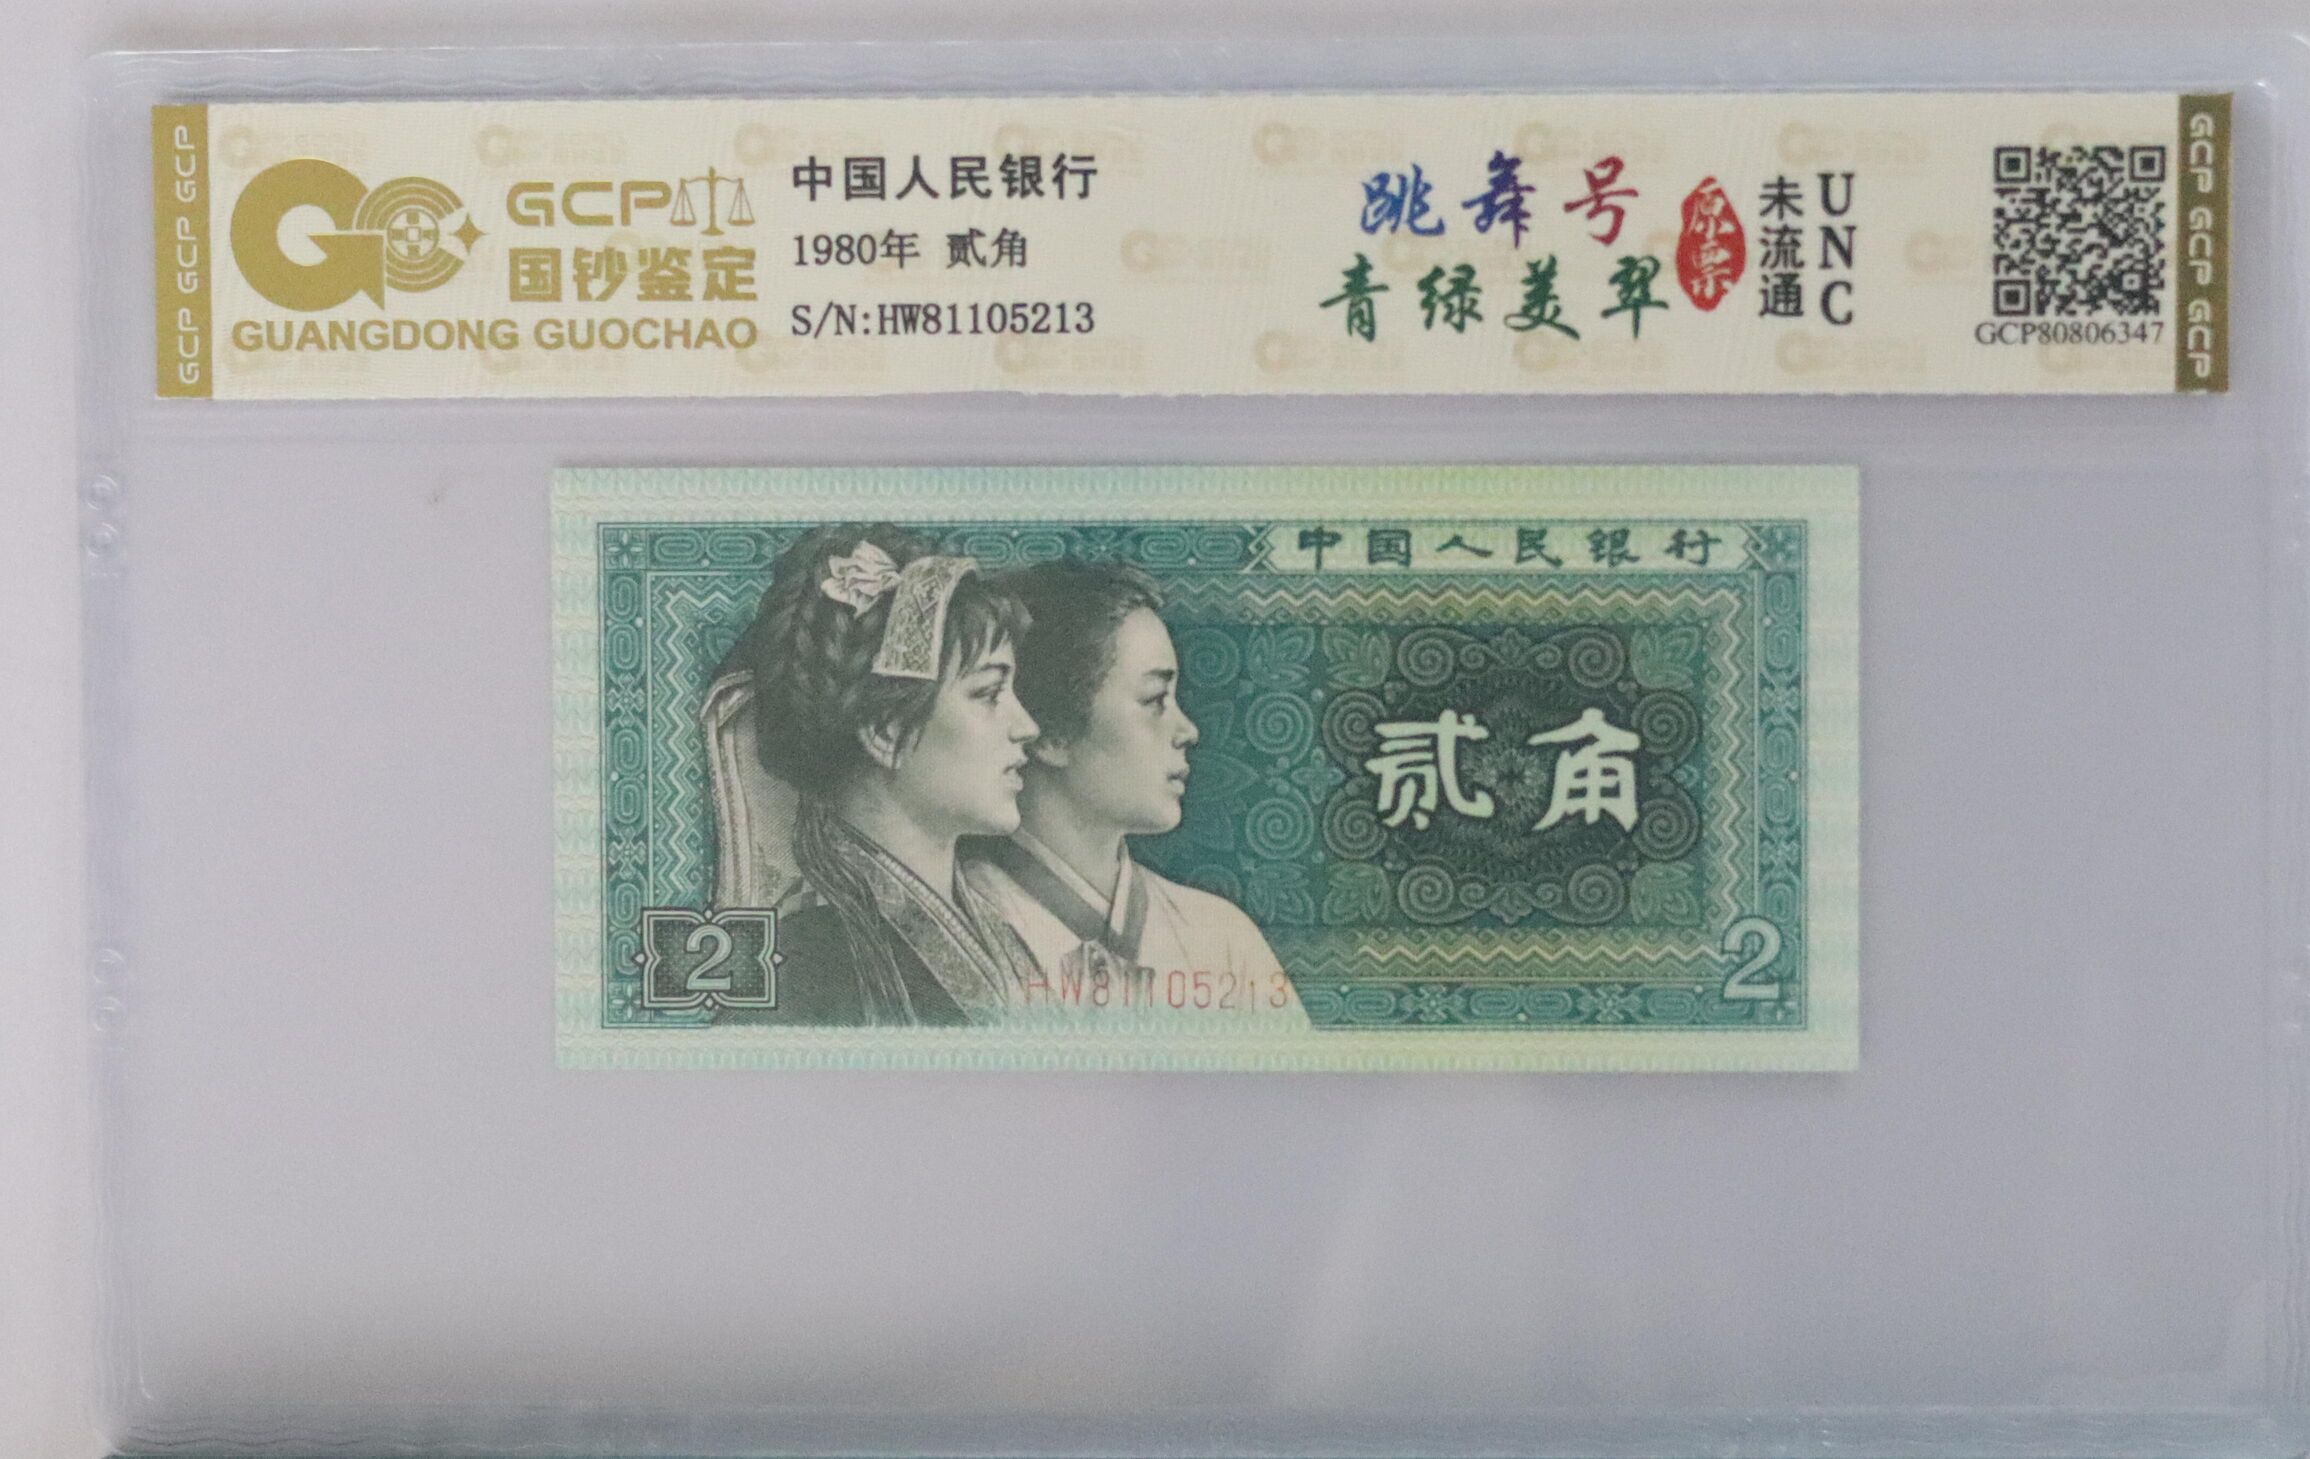 GCP GCP GCP
GCP
国钞鉴定
GUANGDONG GUOCHAO
中国人民银行
1980年 贰角
S/N:HW81105213
跳舞号
青绿美翠
原票
未流通
UNC
GCP80806347
GCP GCP GCP
中国人民银行
贰角
2
HW81105213
2